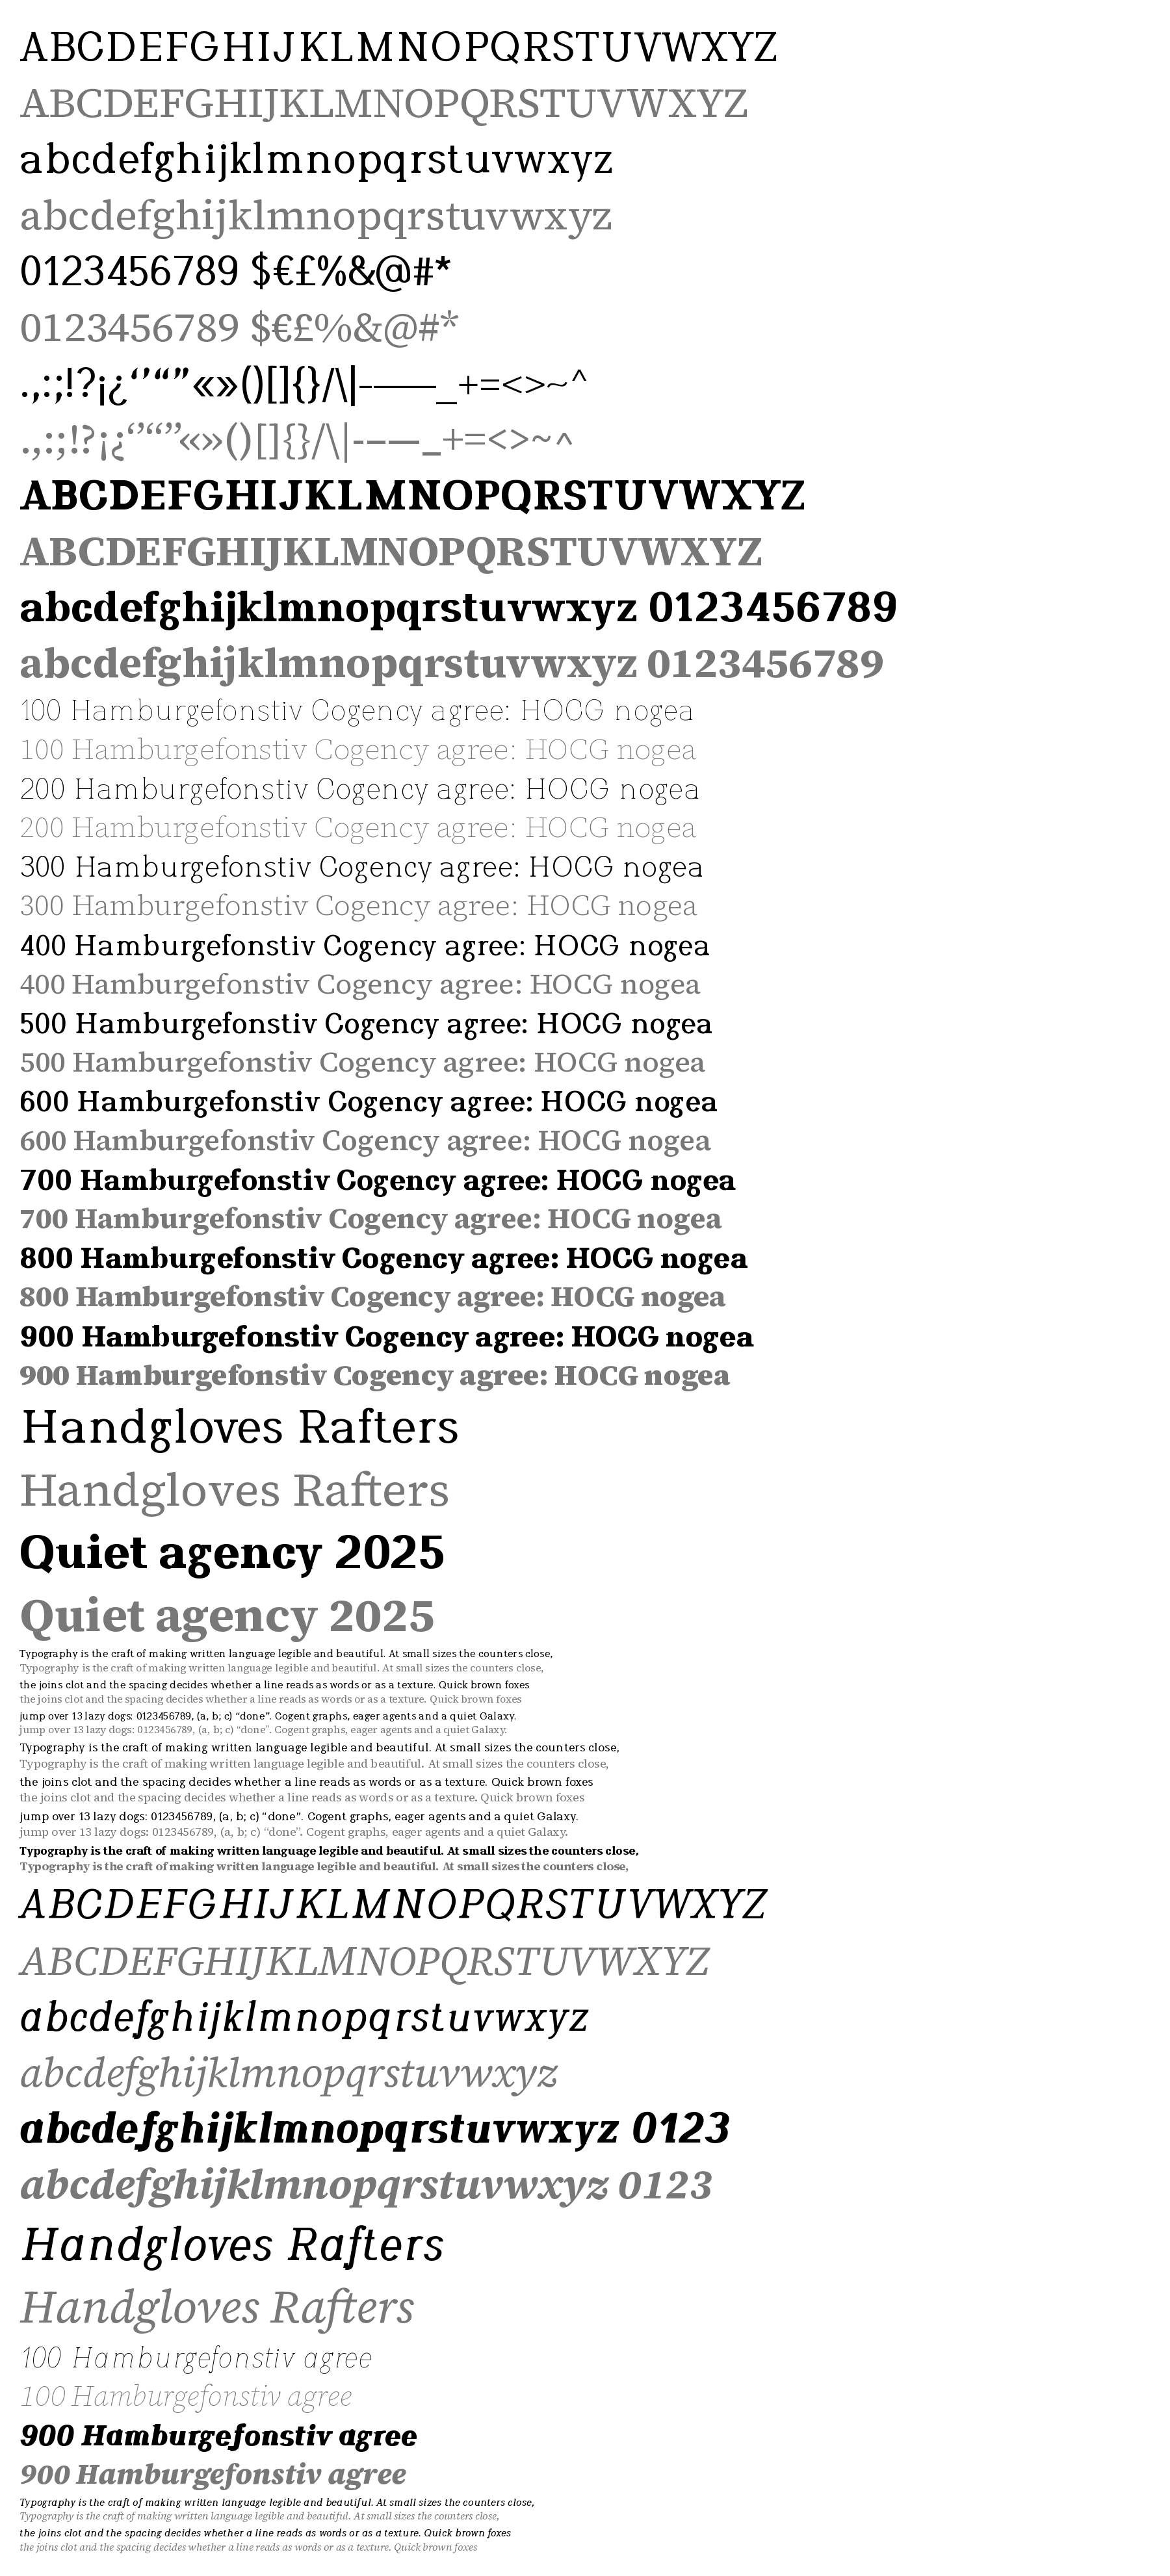 ABCDEFGHIJKLMNOPQRSTUVWXYZ
ABCDEFGHIJKLMNOPQRSTUVWXYZ
abcdefghijklmnopqrstuvwxyz
abcdefghijklmnopqrstuvwxyz
0123456789 $€£%&@#*
0123456789 $€£%&@#*
.,:;!?¡¿‘’“”«»()[]{}/\|-–—_+=<>~^
.,:;!?¡¿‘’“”«»()[]{}/\|-–—_+=<>~^
ABCDEFGHIJKLMNOPQRSTUVWXYZ
ABCDEFGHIJKLMNOPQRSTUVWXYZ
abcdefghijklmnopqrstuvwxyz 0123456789
abcdefghijklmnopqrstuvwxyz 0123456789
100 Hamburgefonstiv Cogency agree: HOCG nogea
100 Hamburgefonstiv Cogency agree: HOCG nogea
200 Hamburgefonstiv Cogency agree: HOCG nogea
200 Hamburgefonstiv Cogency agree: HOCG nogea
300 Hamburgefonstiv Cogency agree: HOCG nogea
300 Hamburgefonstiv Cogency agree: HOCG nogea
400 Hamburgefonstiv Cogency agree: HOCG nogea
400 Hamburgefonstiv Cogency agree: HOCG nogea
500 Hamburgefonstiv Cogency agree: HOCG nogea
500 Hamburgefonstiv Cogency agree: HOCG nogea
600 Hamburgefonstiv Cogency agree: HOCG nogea
600 Hamburgefonstiv Cogency agree: HOCG nogea
700 Hamburgefonstiv Cogency agree: HOCG nogea
700 Hamburgefonstiv Cogency agree: HOCG nogea
800 Hamburgefonstiv Cogency agree: HOCG nogea
800 Hamburgefonstiv Cogency agree: HOCG nogea
900 Hamburgefonstiv Cogency agree: HOCG nogea
900 Hamburgefonstiv Cogency agree: HOCG nogea
Handgloves Rafters
Handgloves Rafters
Quiet agency 2025
Quiet agency 2025
Typography is the craft of making written language legible and beautiful. At small sizes the counters close,
Typography is the craft of making written language legible and beautiful. At small sizes the counters close,
the joins clot and the spacing decides whether a line reads as words or as a texture. Quick brown foxes
the joins clot and the spacing decides whether a line reads as words or as a texture. Quick brown foxes
jump over 13 lazy dogs: 0123456789, (a, b; c) “done”. Cogent graphs, eager agents and a quiet Galaxy.
jump over 13 lazy dogs: 0123456789, (a, b; c) “done”. Cogent graphs, eager agents and a quiet Galaxy.
Typography is the craft of making written language legible and beautiful. At small sizes the counters close,
Typography is the craft of making written language legible and beautiful. At small sizes the counters close,
the joins clot and the spacing decides whether a line reads as words or as a texture. Quick brown foxes
the joins clot and the spacing decides whether a line reads as words or as a texture. Quick brown foxes
jump over 13 lazy dogs: 0123456789, (a, b; c) “done”. Cogent graphs, eager agents and a quiet Galaxy.
jump over 13 lazy dogs: 0123456789, (a, b; c) “done”. Cogent graphs, eager agents and a quiet Galaxy.
Typography is the craft of making written language legible and beautiful. At small sizes the counters close,
Typography is the craft of making written language legible and beautiful. At small sizes the counters close,
ABCDEFGHIJKLMNOPQRSTUVWXYZ
ABCDEFGHIJKLMNOPQRSTUVWXYZ
abcdefghijklmnopqrstuvwxyz
abcdefghijklmnopqrstuvwxyz
abcdefghijklmnopqrstuvwxyz 0123
abcdefghijklmnopqrstuvwxyz 0123
Handgloves Rafters
Handgloves Rafters
100 Hamburgefonstiv agree
100 Hamburgefonstiv agree
900 Hamburgefonstiv agree
900 Hamburgefonstiv agree
Typography is the craft of making written language legible and beautiful. At small sizes the counters close,
Typography is the craft of making written language legible and beautiful. At small sizes the counters close,
the joins clot and the spacing decides whether a line reads as words or as a texture. Quick brown foxes
the joins clot and the spacing decides whether a line reads as words or as a texture. Quick brown foxes